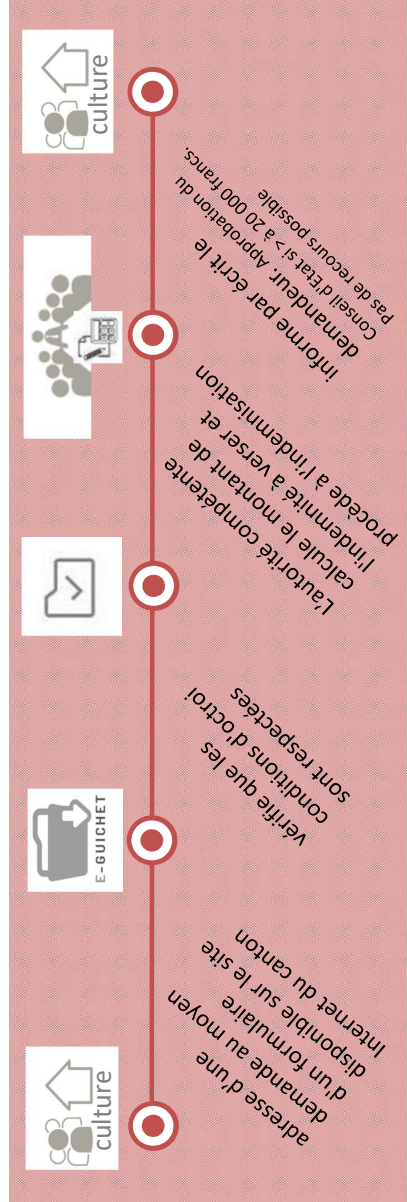 culture
E-GUICHET
culture
adresse d'une
demande au moyen
d'un formulaire
disponible sur le site
Internet du canton
vérifie que les
conditions d'octroi
sont respectées
L'autorité compétente
calcule le montant de
l'indemnité à verser et
procède à l'indemnisation
informe par écrit le
demandeur. Approbation du
Conseil d'Etat si > à 20 000 francs.
Pas de recours possible